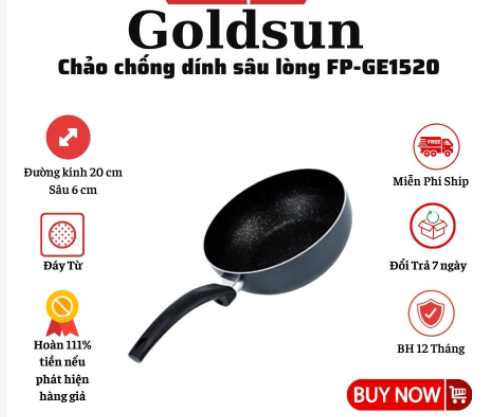 Goldsun
Chảo chống dính sâu lòng FP-GE1520
Đường kính 20 cm
Sâu 6 cm
Đáy Từ
Hoàn 111%
tiền nếu
phát hiện
hàng giả
FREE
Miễn Phí Ship
Đổi Trả 7 ngày
BH 12 Tháng
BUY NOW